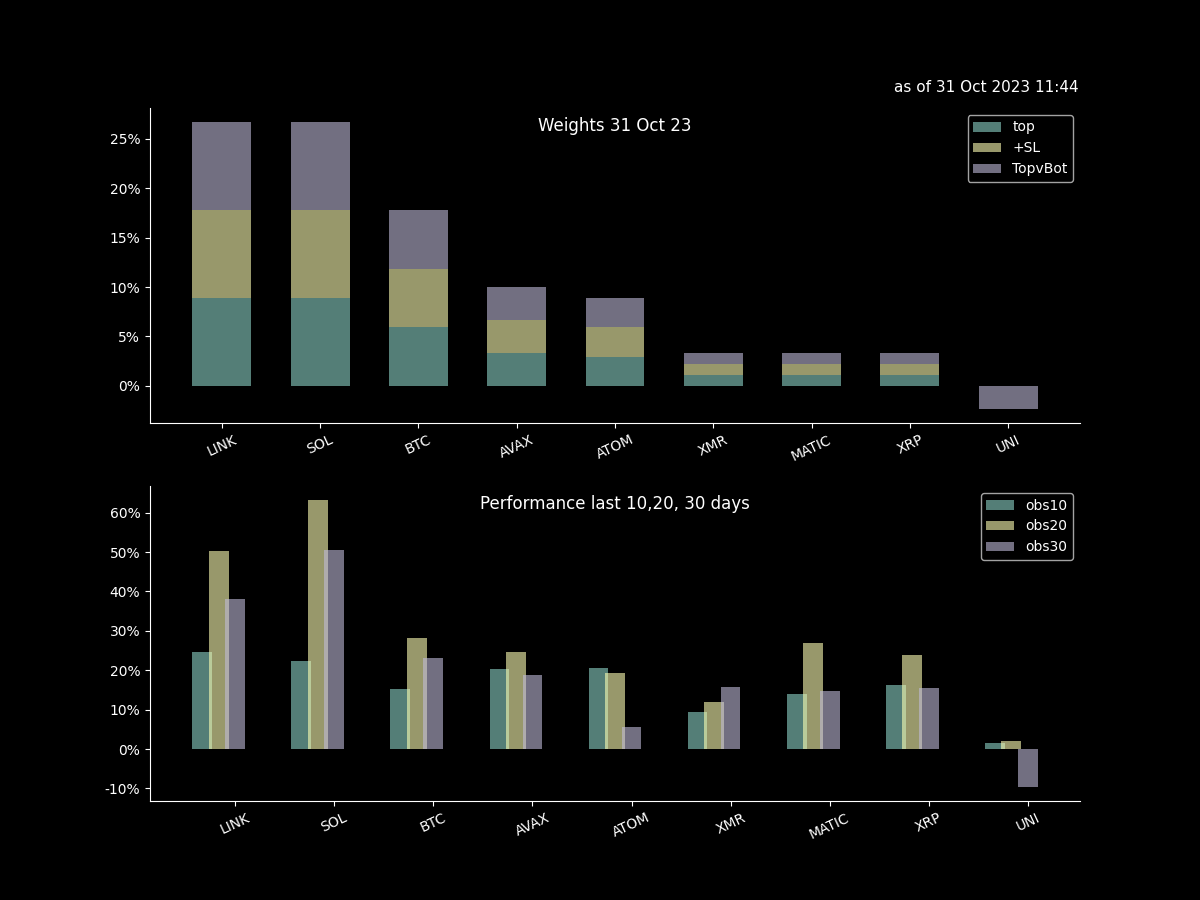 as of 31 Oct 2023 11:44
Weights 31 Oct 23
top
+SL
TopvBot
25%
20%
15%
10%
5%
0%
LINK SOL BTC AVAX ATOM XMR MATIC XRP UNI
Performance last 10,20, 30 days
obs10
obs20
obs30
60%
50%
40%
30%
20%
10%
0%
-10%
LINK SOL BTC AVAX ATOM XMR MATIC XRP UNI